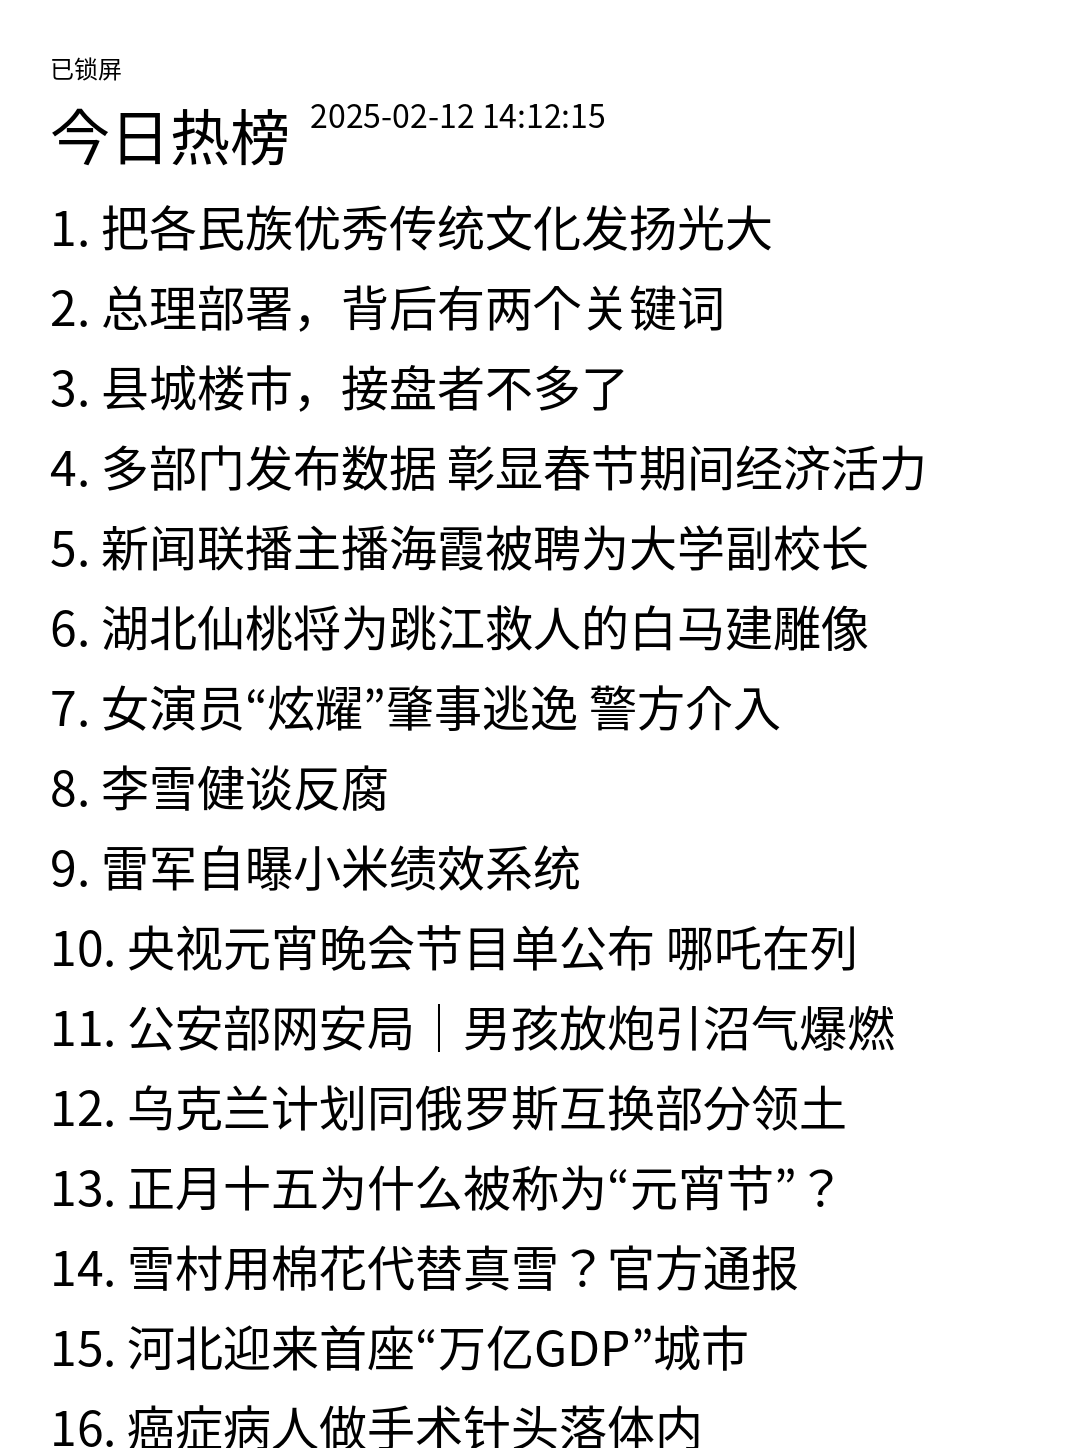 已锁屏
今日热榜 2025-02-12 14:12:15
1. 把各民族优秀传统文化发扬光大
2. 总理部署，背后有两个关键词
3. 县城楼市，接盘者不多了
4. 多部门发布数据 彰显春节期间经济活力
5. 新闻联播主播海霞被聘为大学副校长
6. 湖北仙桃将为跳江救人的白马建雕像
7. 女演员“炫耀”肇事逃逸 警方介入
8. 李雪健谈反腐
9. 雷军自曝小米绩效系统
10. 央视元宵晚会节目单公布 哪吒在列
11. 公安部网安局｜男孩放炮引沼气爆燃
12. 乌克兰计划同俄罗斯互换部分领土
13. 正月十五为什么被称为“元宵节”？
14. 雪村用棉花代替真雪？官方通报
15. 河北迎来首座“万亿GDP”城市
16. 癌症病人做手术针头落体内